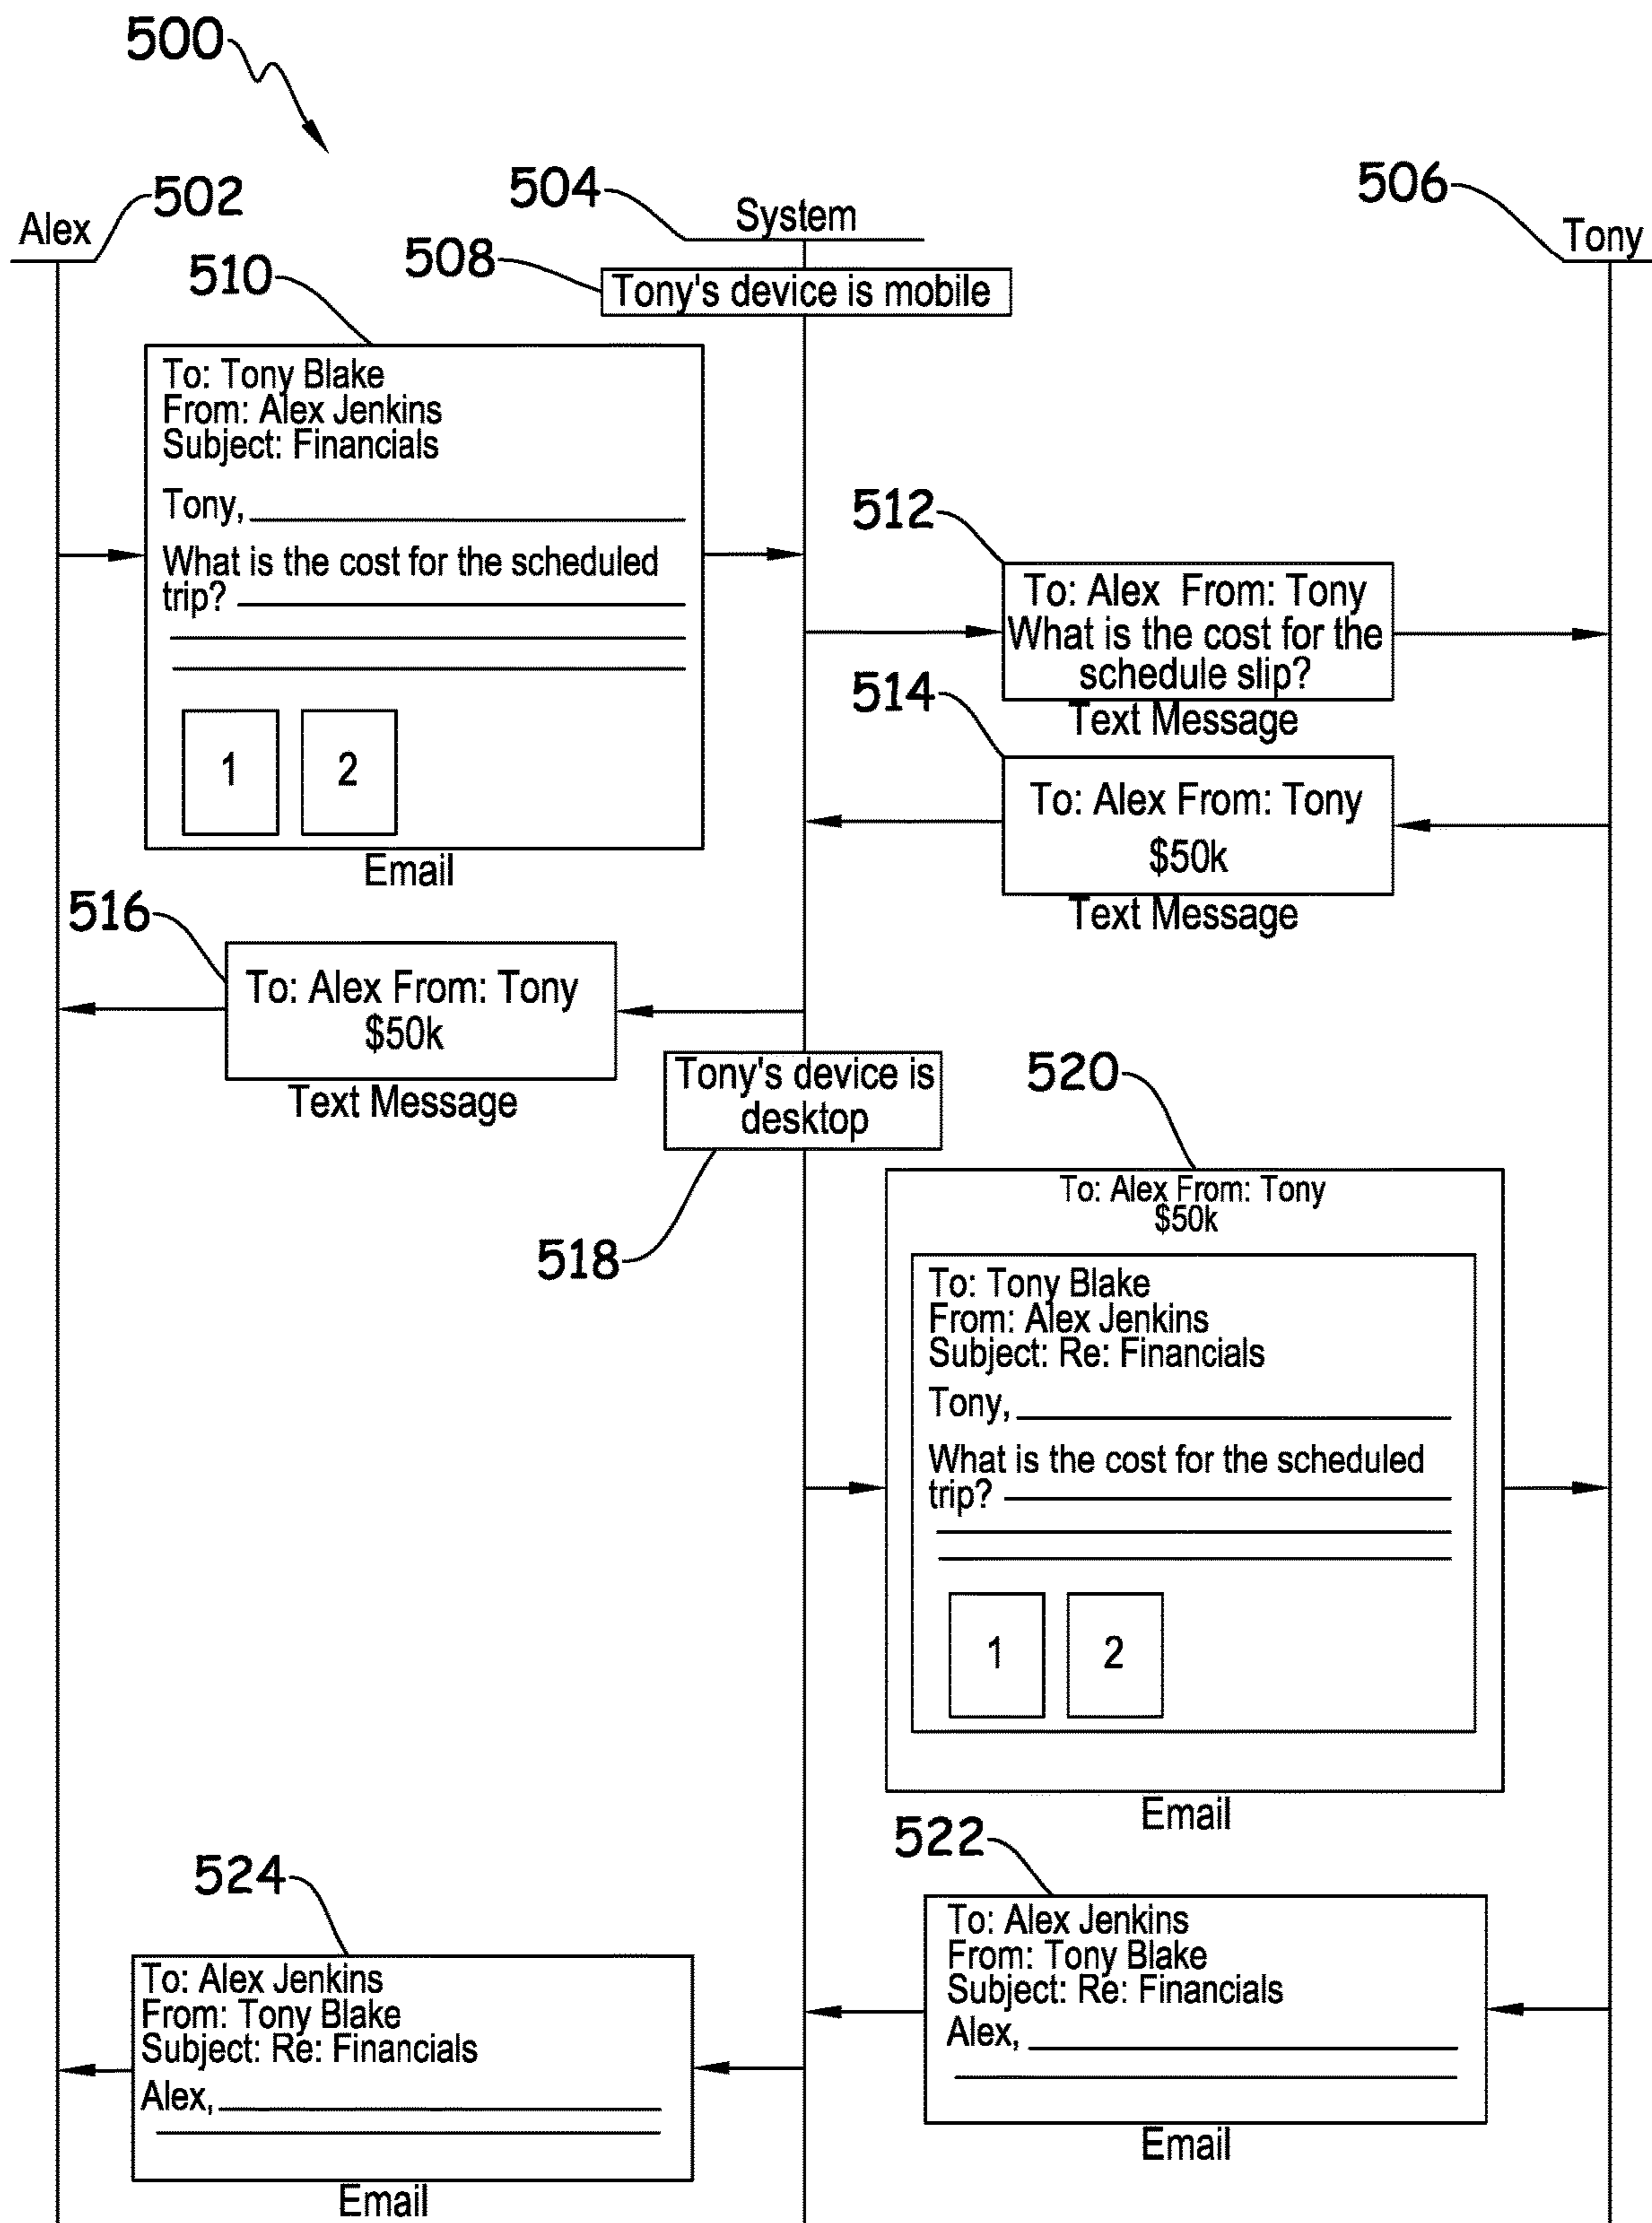 500
502
504
506
Alex
System
Tony
508
Tony's device is mobile
510
To: Tony Blake
From: Alex Jenkins
Subject: Financials
Tony,
What is the cost for the scheduled
trip?
1 2
Email
512
To: Alex From: Tony
What is the cost for the
schedule slip?
Text Message
514
To: Alex From: Tony
$50k
Text Message
516
To: Alex From: Tony
$50k
Text Message
Tony's device is
desktop
518
520
To: Alex From: Tony
$50k
To: Tony Blake
From: Alex Jenkins
Subject: Re: Financials
Tony,
What is the cost for the scheduled
trip?
1 2
Email
522
To: Alex Jenkins
From: Tony Blake
Subject: Re: Financials
Alex,
Email
524
To: Alex Jenkins
From: Tony Blake
Subject: Re: Financials
Alex,
Email